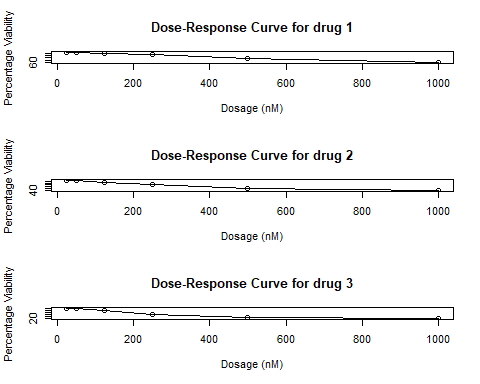 Dose-Response Curve for drug 1
Percentage Viability
60
0 200 400 600 800 1000
Dosage (nM)
Dose-Response Curve for drug 2
Percentage Viability
40
0 200 400 600 800 1000
Dosage (nM)
Dose-Response Curve for drug 3
Percentage Viability
20
0 200 400 600 800 1000
Dosage (nM)